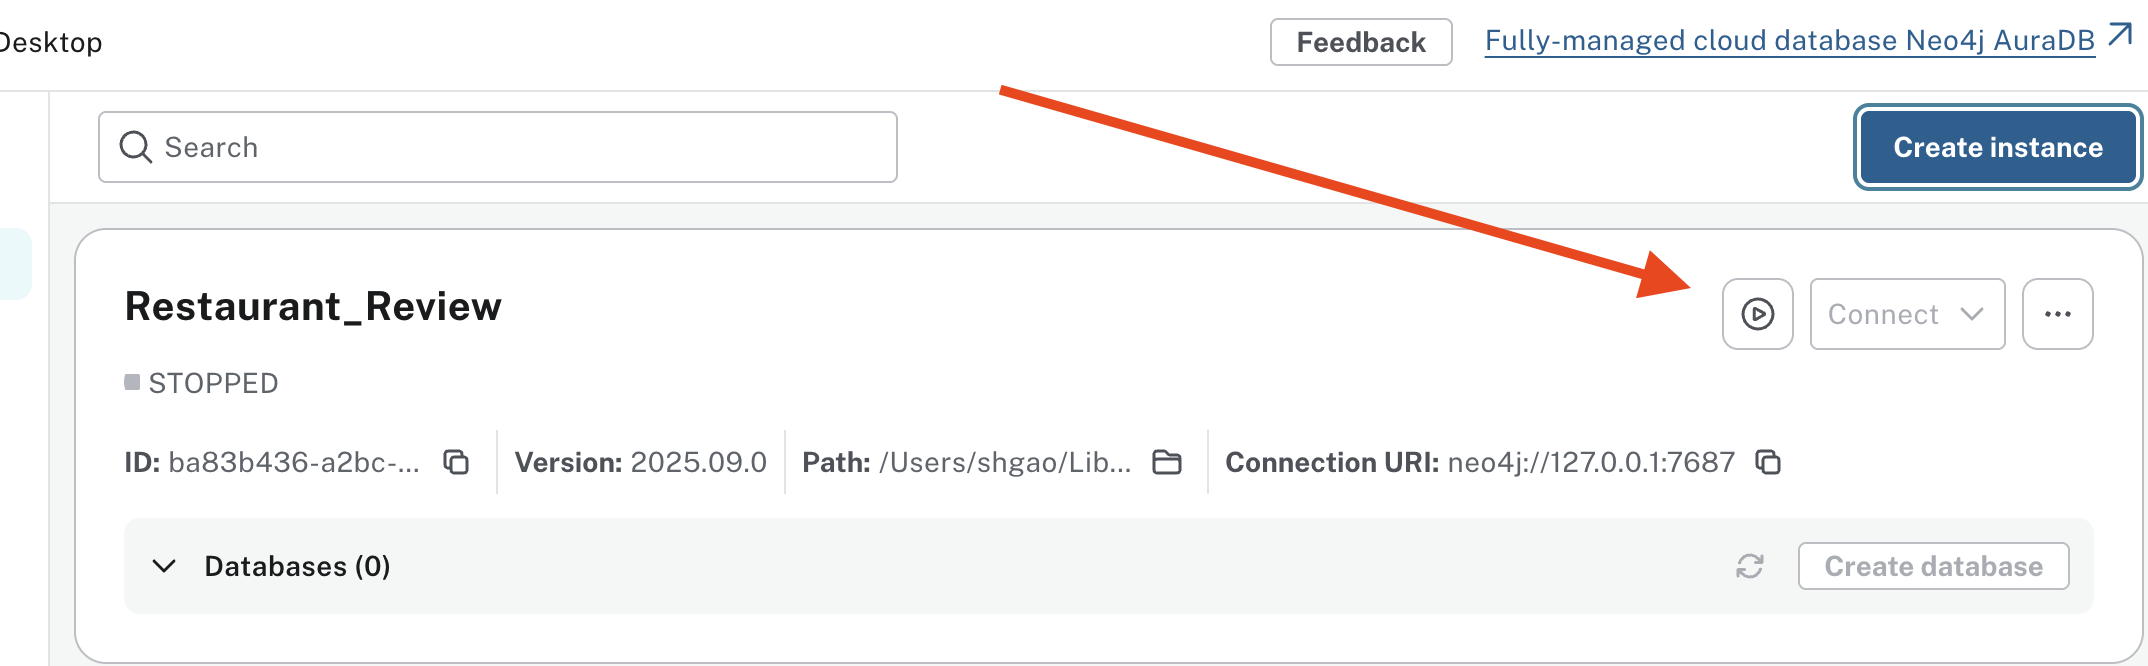 Desktop
Feedback
Fully-managed cloud database Neo4j AuraDB
Search
Create instance
Restaurant_Review
Connect
STOPPED
ID: ba83b436-a2bc-...
Version: 2025.09.0
Path: /Users/shgao/Lib...
Connection URI: neo4j://127.0.0.1:7687
Databases (0)
Create database